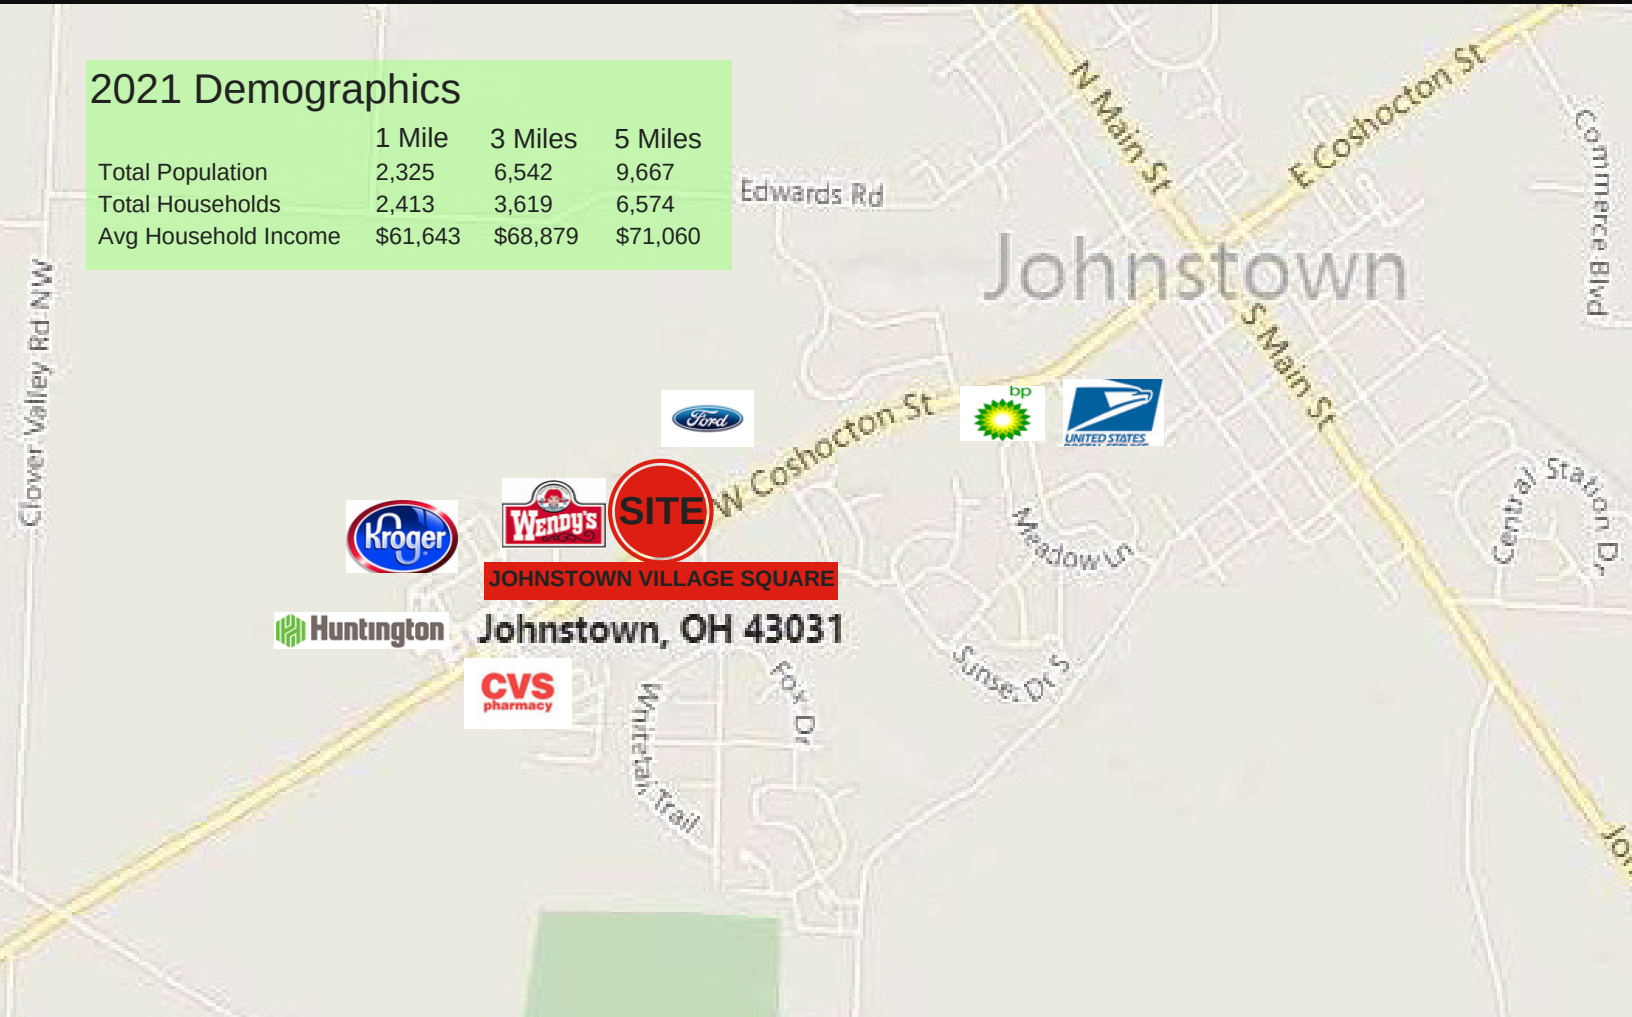 2021 Demographics
1 Mile 3 Miles 5 Miles
Total Population 2,325 6,542 9,667
Total Households 2,413 3,619 6,574
Avg Household Income $61,643 $68,879 $71,060
N Main St
E Coshocton St
Commerce Blvd
Edwards Rd
Johnstown
Clover Valley Rd NW
S Main St
bp
UNITED STATES
POSTAL SERVICE
Ford
W Coshocton St
Kroger
WENDY'S
SITE
JOHNSTOWN VILLAGE SQUARE
Huntington
Johnstown, OH 43031
CVS
pharmacy
Meadow Ln
Central Station Dr
Sunset Dr S
Fox Dr
Whitetail Trail